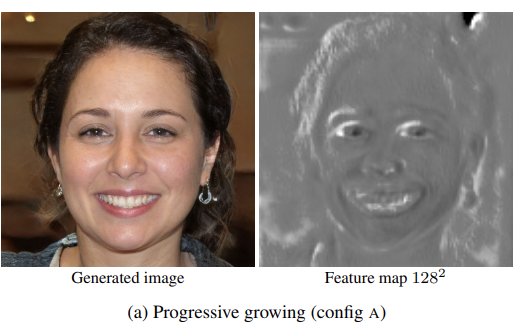 Generated image
Feature map 128²
(a) Progressive growing (config A)